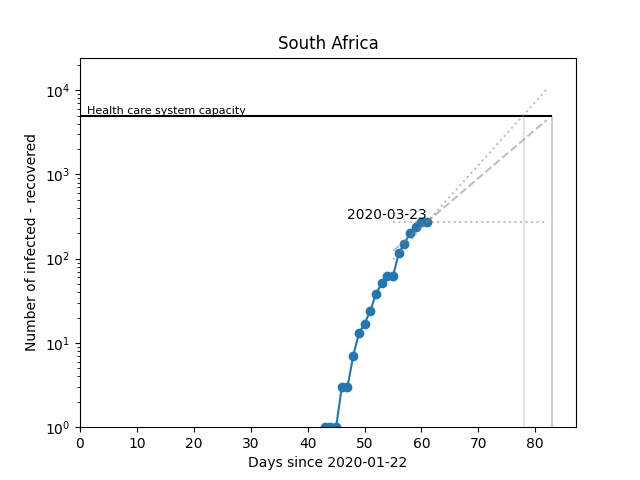 South Africa
Number of infected - recovered
10⁴
10³
10²
10¹
10⁰
Health care system capacity
2020-03-23
0 10 20 30 40 50 60 70 80
Days since 2020-01-22